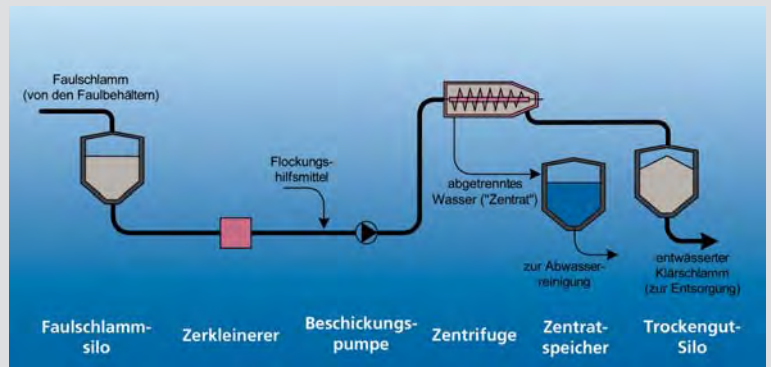 Faulschlamm
(von den Faulbehältern)
Flockungs-
hilfsmittel
abgetrenntes
Wasser ("Zentrat")
zur Abwasser-
reinigung
entwässerter
Klärschlamm
(zur Entsorgung)
Faulschlamm-
silo
Zerkleinerer
Beschickungs-
pumpe
Zentrifuge
Zentrat-
speicher
Trockengut-
Silo